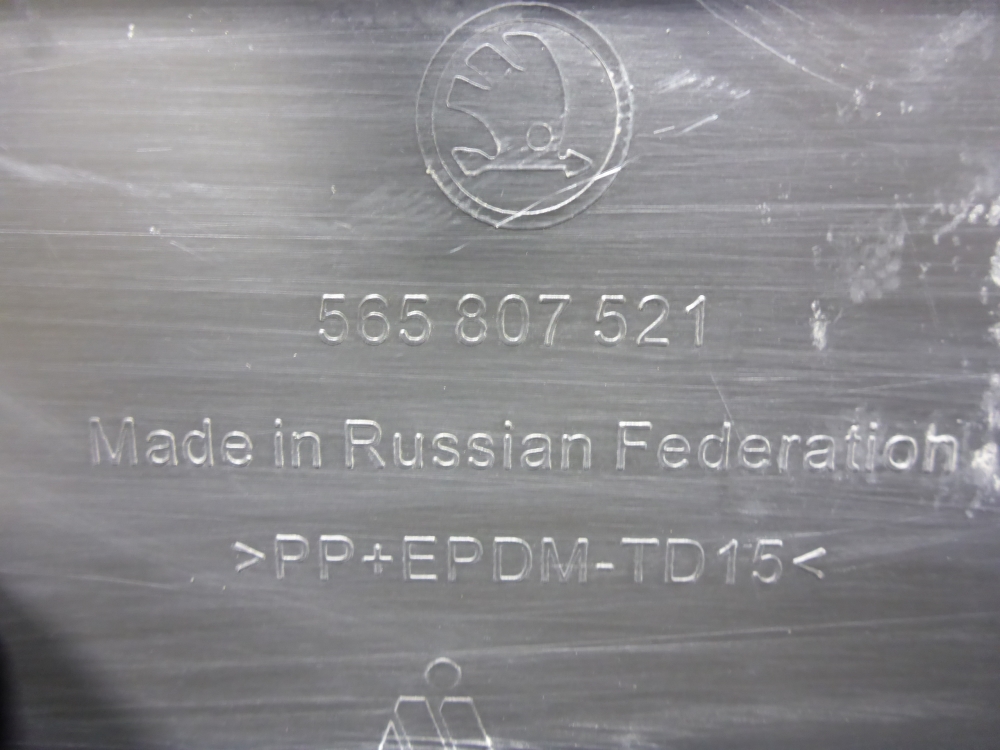 565 807 521
Made in Russian Federation
>PP+EPDM-TD15<